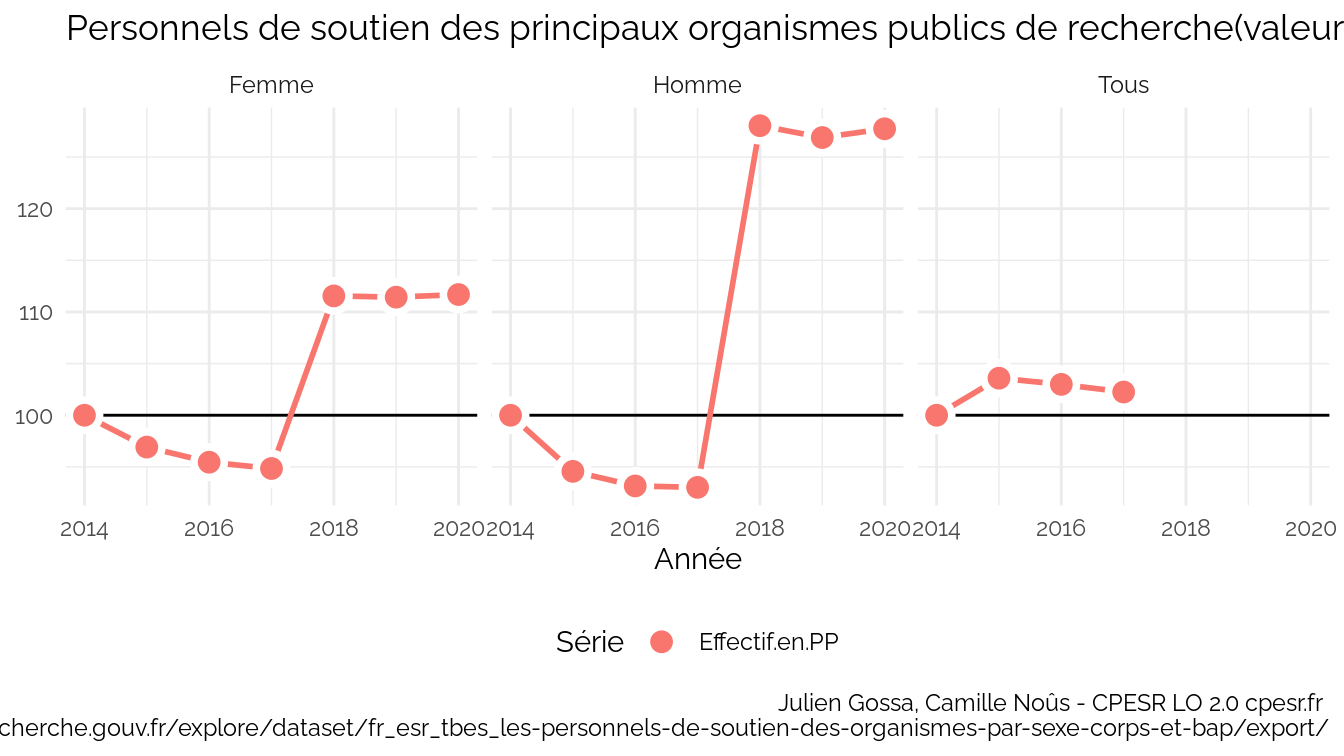 Personnels de soutien des principaux organismes publics de recherche(valeur
Femme Homme Tous
120
110
100
2014 2016 2018 2020 2014 2016 2018 2020 2014 2016 2018 2020
Année
Série Effectif.en.PP
Julien Gossa, Camille Noûs - CPESR LO 2.0 cpesr.fr
cherche.gouv.fr/explore/dataset/fr_esr_tbes_les-personnels-de-soutien-des-organismes-par-sexe-corps-et-bap/export/